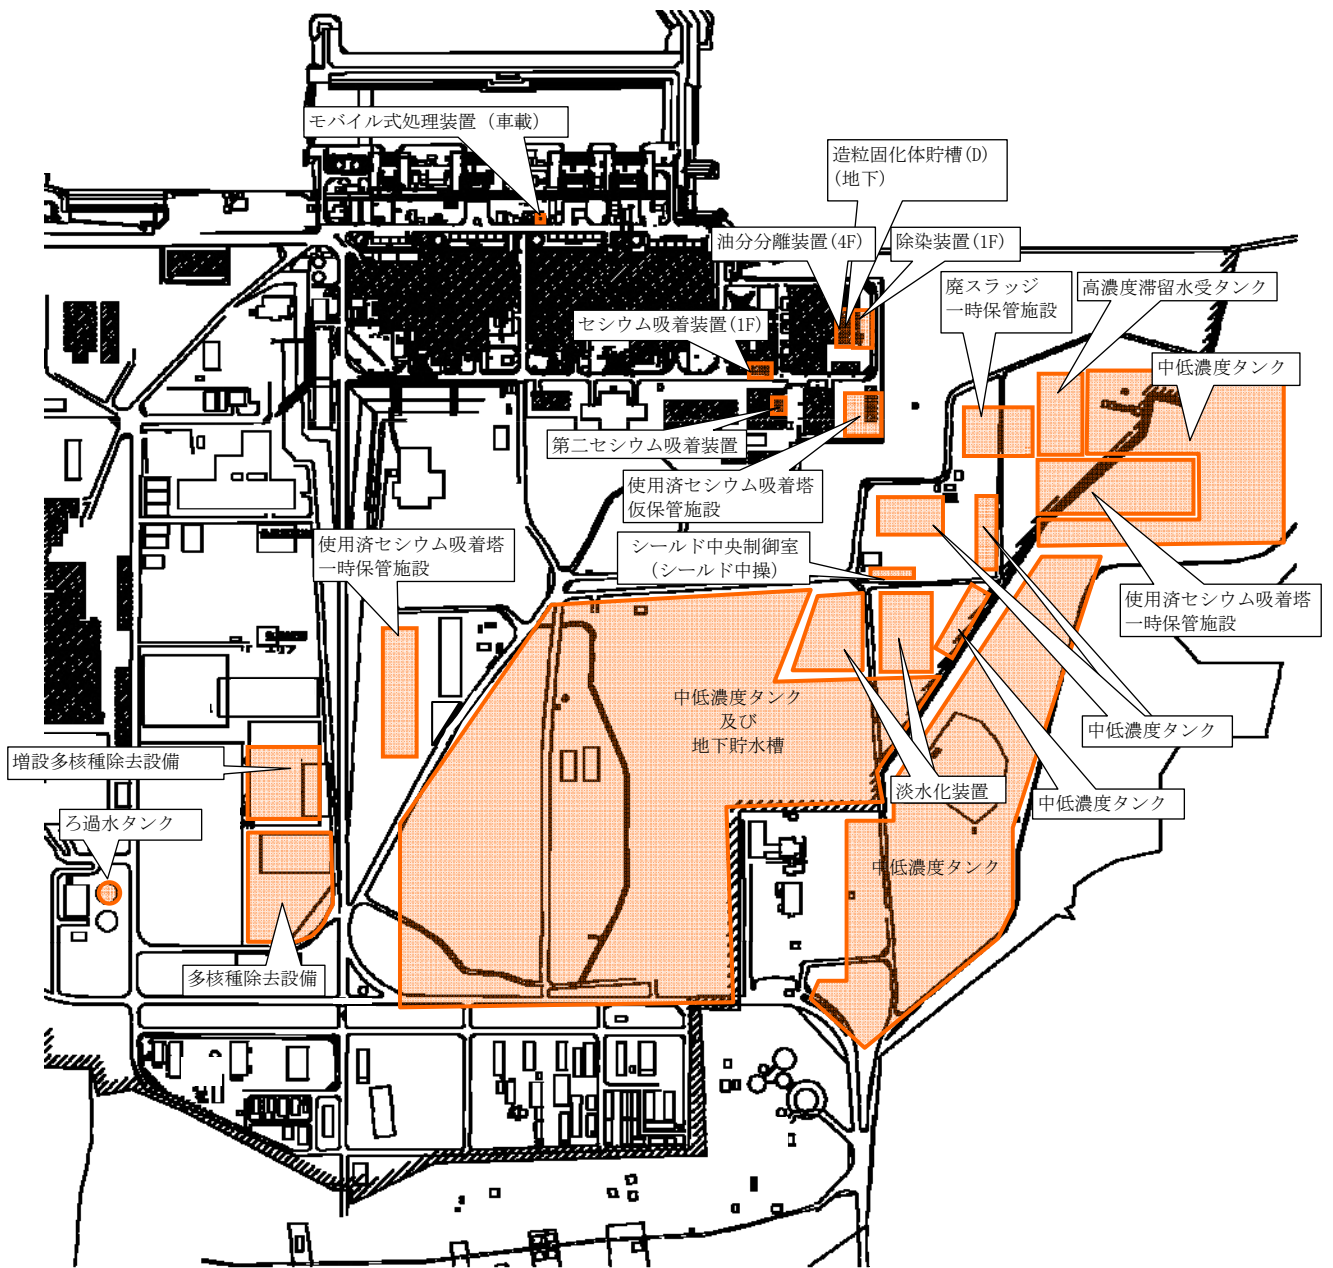 モバイル式処理装置（車載）
造粒固化体貯槽(D)
(地下)
油分分離装置(4F)
除染装置(1F)
廃スラッジ
一時保管施設
高濃度滞留水受タンク
セシウム吸着装置(1F)
中低濃度タンク
第二セシウム吸着装置
使用済セシウム吸着塔
仮保管施設
使用済セシウム吸着塔
一時保管施設
シールド中央制御室
（シールド中操）
使用済セシウム吸着塔
一時保管施設
中低濃度タンク
及び
地下貯水槽
中低濃度タンク
増設多核種除去設備
淡水化装置
中低濃度タンク
ろ過水タンク
中低濃度タンク
多核種除去設備